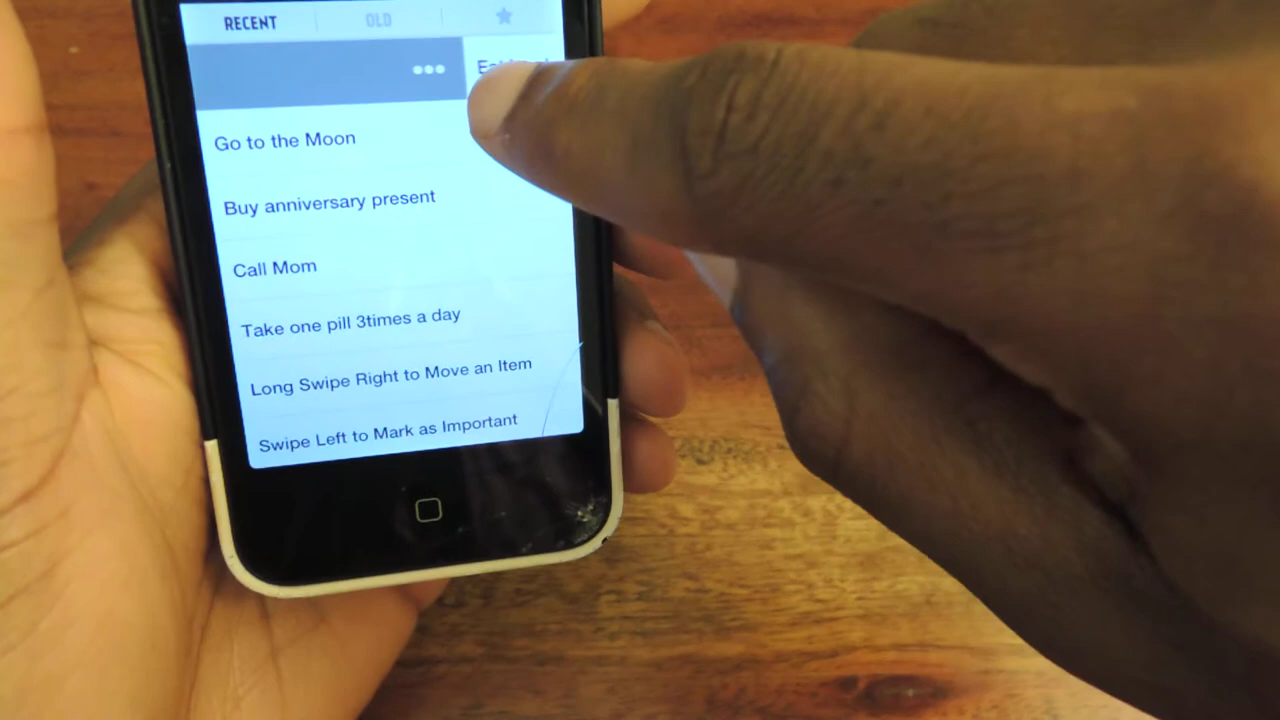 RECENT OLD
Go to the Moon
Buy anniversary present
Call Mom
Take one pill 3times a day
Long Swipe Right to Move an Item
Swipe Left to Mark as Important